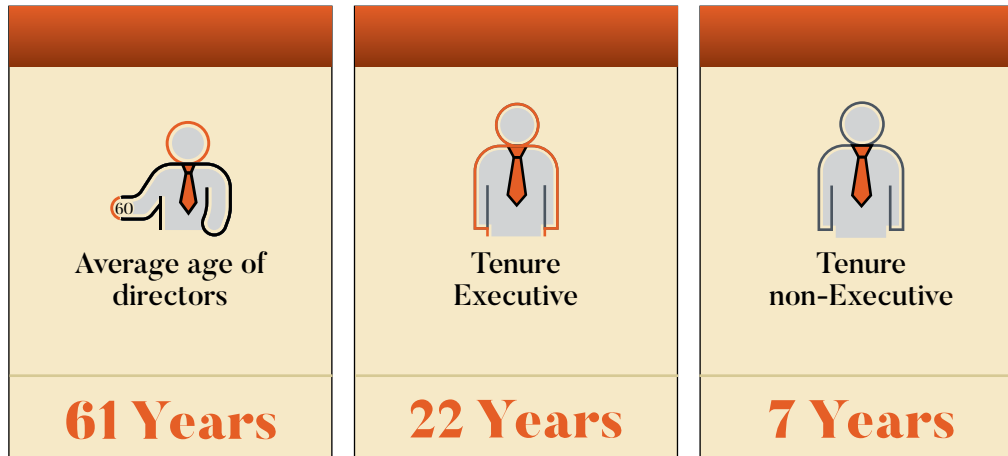 60
Average age of
directors
61 Years
Tenure
Executive
22 Years
Tenure
non-Executive
7 Years